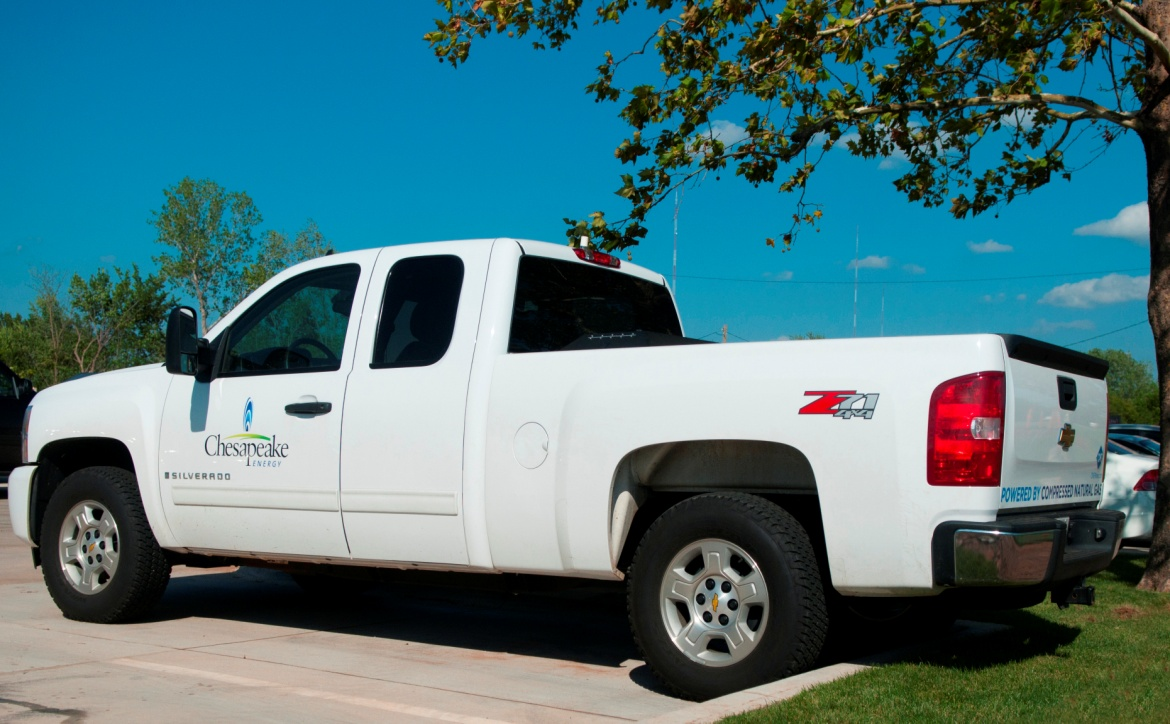 Chesapeake
ENERGY
SILVERADO
Z71
4x4
POWERED BY COMPRESSED NATURAL GAS